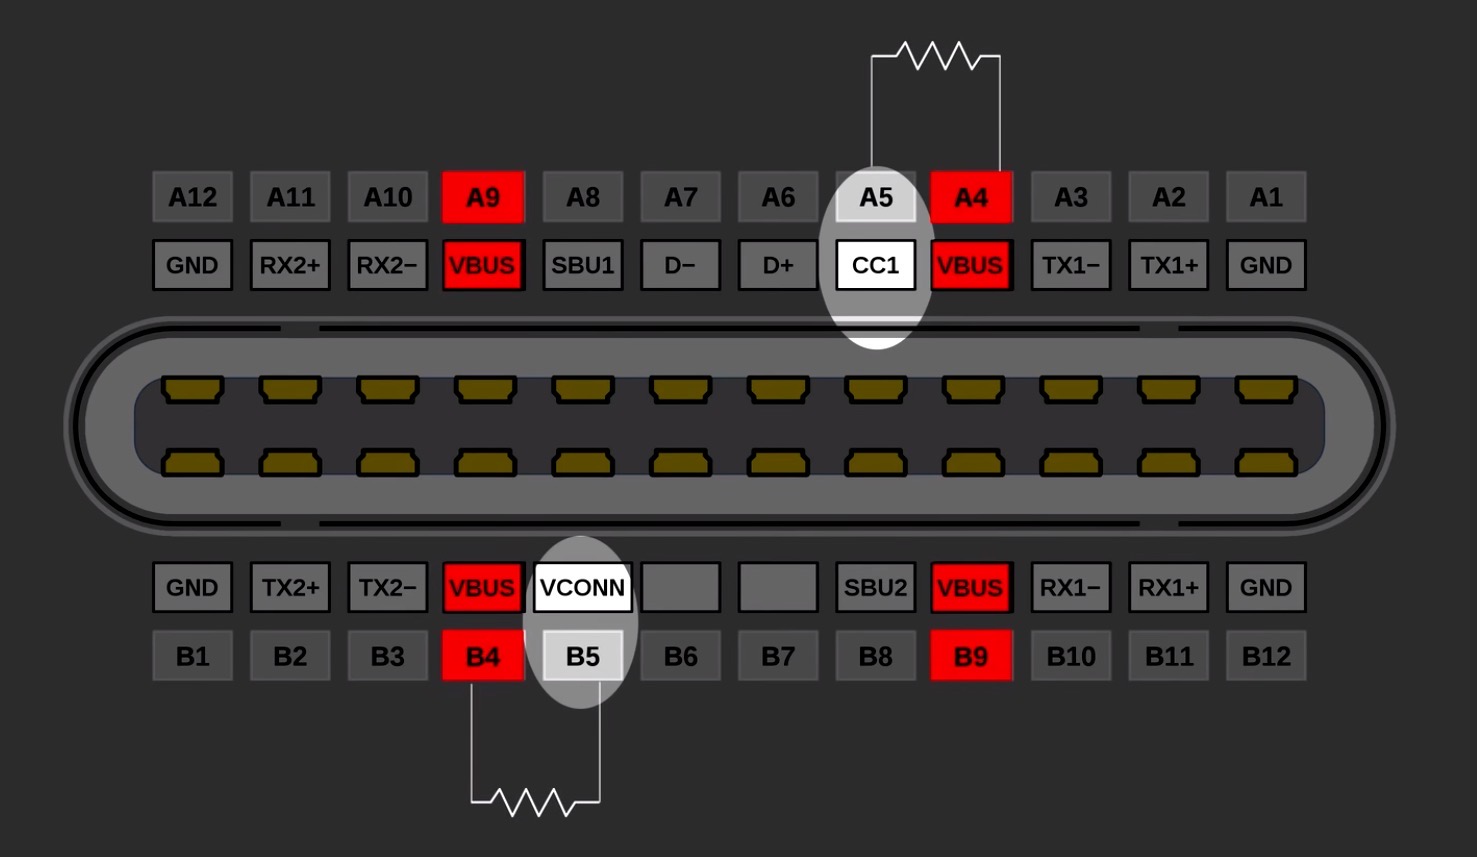 A12 A11 A10 A9 A8 A7 A6 A5 A4 A3 A2 A1
GND RX2+ RX2− VBUS SBU1 D− D+ CC1 VBUS TX1− TX1+ GND
GND TX2+ TX2− VBUS VCONN SBU2 VBUS RX1− RX1+ GND
B1 B2 B3 B4 B5 B6 B7 B8 B9 B10 B11 B12